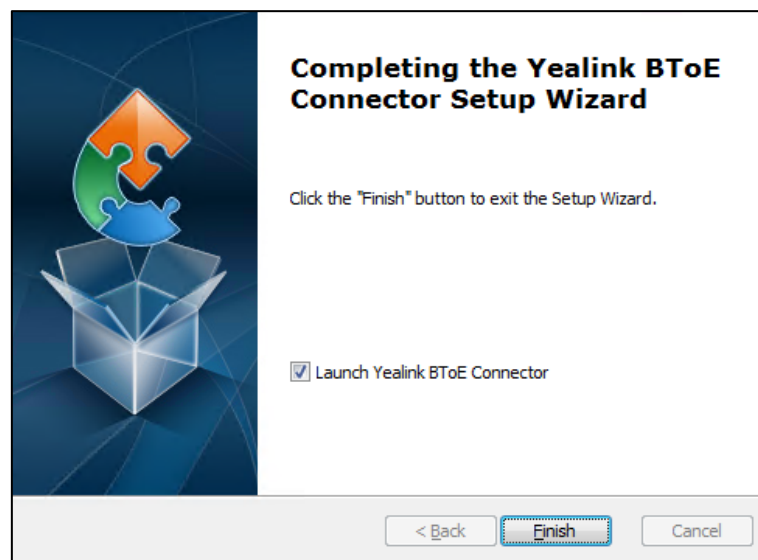 Completing the Yealink BToE
Connector Setup Wizard
Click the "Finish" button to exit the Setup Wizard.
Launch Yealink BToE Connector
< Back
Finish
Cancel